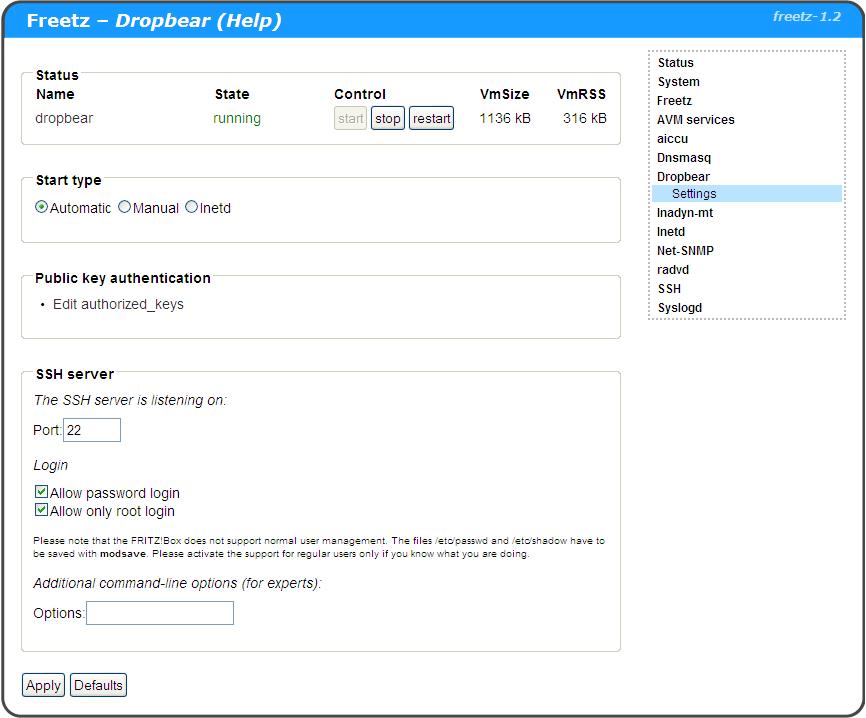 Freetz – Dropbear (Help)
freetz-1.2
Status
Name State Control VmSize VmRSS
dropbear running start stop restart 1136 kB 316 kB
Start type
Automatic Manual Inetd
Public key authentication
• Edit authorized_keys
SSH server
The SSH server is listening on:
Port: 22
Login
Allow password login
Allow only root login
Please note that the FRITZ!Box does not support normal user management. The files /etc/passwd and /etc/shadow have to
be saved with modsave. Please activate the support for regular users only if you know what you are doing.
Additional command-line options (for experts):
Options:
Apply Defaults
Status
System
Freetz
AVM services
aiccu
Dnsmasq
Dropbear
Settings
Inadyn-mt
Inetd
Net-SNMP
radvd
SSH
Syslogd